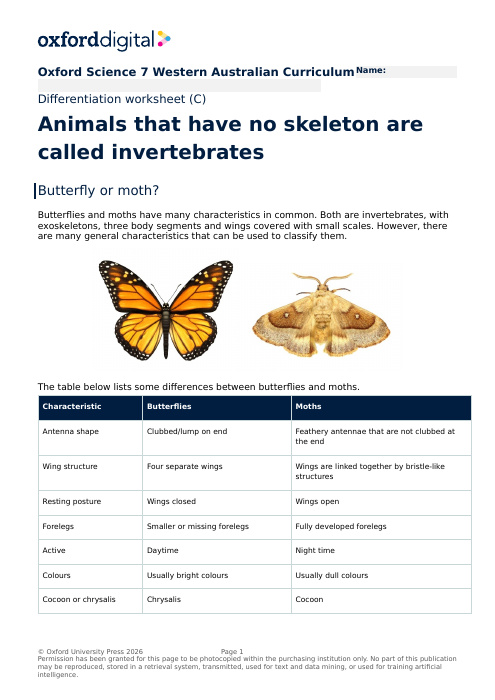 oxforddigital
Oxford Science 7 Western Australian Curriculum Name:
Differentiation worksheet (C)
Animals that have no skeleton are
called invertebrates
Butterfly or moth?
Butterflies and moths have many characteristics in common. Both are invertebrates, with
exoskeletons, three body segments and wings covered with small scales. However, there
are many general characteristics that can be used to classify them.
The table below lists some differences between butterflies and moths.
Characteristic Butterflies Moths
Antenna shape Clubbed/lump on end Feathery antennae that are not clubbed at
the end
Wing structure Four separate wings Wings are linked together by bristle-like
structures
Resting posture Wings closed Wings open
Forelegs Smaller or missing forelegs Fully developed forelegs
Active Daytime Night time
Colours Usually bright colours Usually dull colours
Cocoon or chrysalis Chrysalis Cocoon
© Oxford University Press 2026 Page 1
Permission has been granted for this page to be photocopied within the purchasing institution only. No part of this publication
may be reproduced, stored in a retrieval system, transmitted, used for text and data mining, or used for training artificial
intelligence.